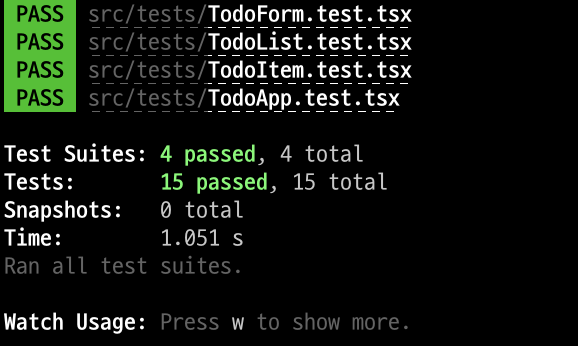 PASS src/tests/TodoForm.test.tsx
PASS src/tests/TodoList.test.tsx
PASS src/tests/TodoItem.test.tsx
PASS src/tests/TodoApp.test.tsx
Test Suites: 4 passed, 4 total
Tests: 15 passed, 15 total
Snapshots: 0 total
Time: 1.051 s
Ran all test suites.
Watch Usage: Press w to show more.